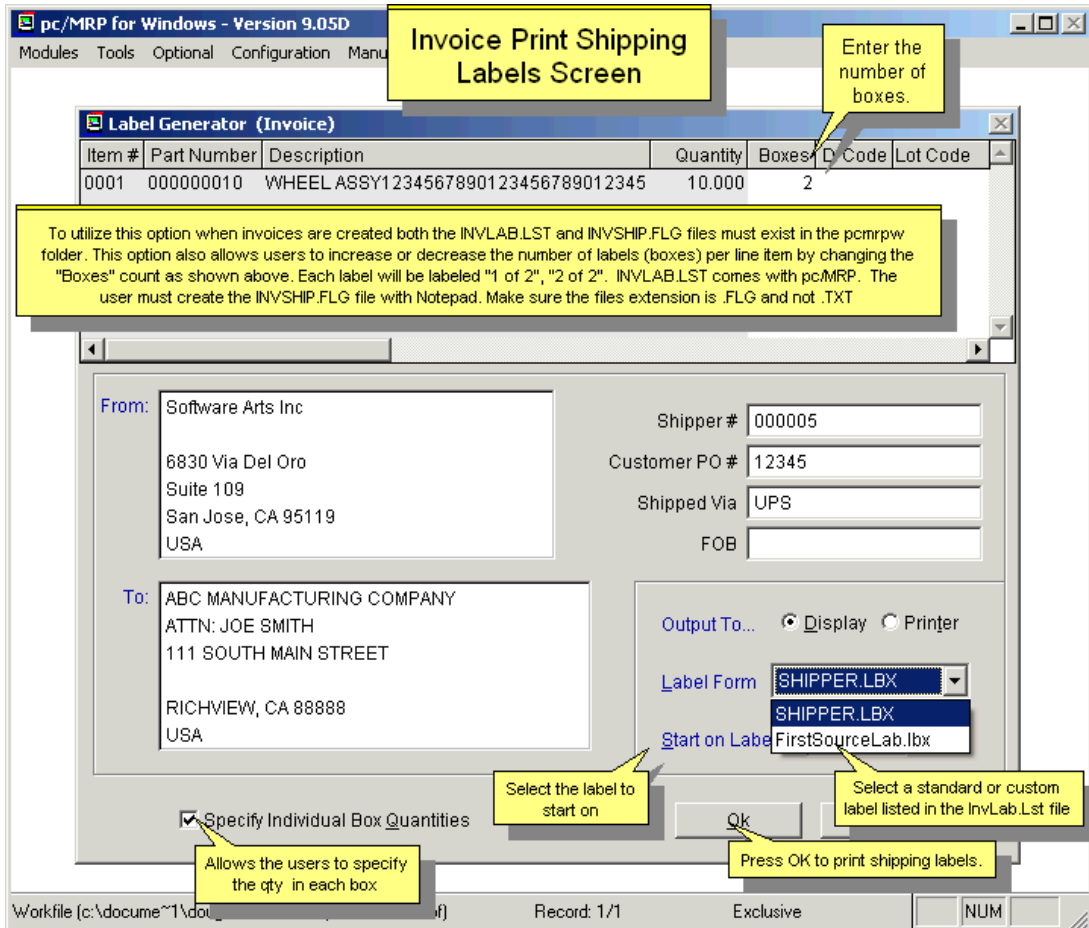 pc/MRP for Windows - Version 9.05D
Invoice Print Shipping
Labels Screen
Modules Tools Optional Configuration
Enter the
number of
boxes.
Label Generator (Invoice)
Item # Part Number Description Quantity Boxes D Code Lot Code
0001 000000010 WHEEL ASSY1234567890123456789012345 10.000 2
To utilize this option when invoices are created both the INVLAB.LST and INVSHIP.FLG files must exist in the pcmrpw
folder. This option also allows users to increase or decrease the number of labels (boxes) per line item by changing the
"Boxes" count as shown above. Each label will be labeled "1 of 2", "2 of 2". INVLAB.LST comes with pc/MRP. The
user must create the INVSHIP.FLG file with Notepad. Make sure the files extension is .FLG and not .TXT
From:
Software Arts Inc
6830 Via Del Oro
Suite 109
San Jose, CA 95119
USA
Shipper # 000005
Customer PO # 12345
Shipped Via UPS
FOB
To:
ABC MANUFACTURING COMPANY
ATTN: JOE SMITH
111 SOUTH MAIN STREET
RICHVIEW, CA 88888
USA
Output To... Display Printer
Label Form SHIPPER.LBX
SHIPPER.LBX
Start on FirstSourceLab.lbx
Select the label to
start on
Select a standard or custom
label listed in the InvLab.Lst file
Specify Individual Box Quantities
Ok
Allows the users to specify
the qty in each box
Press OK to print shipping labels.
Workfile (c:\docume~1\ Record: 1/1 Exclusive NUM